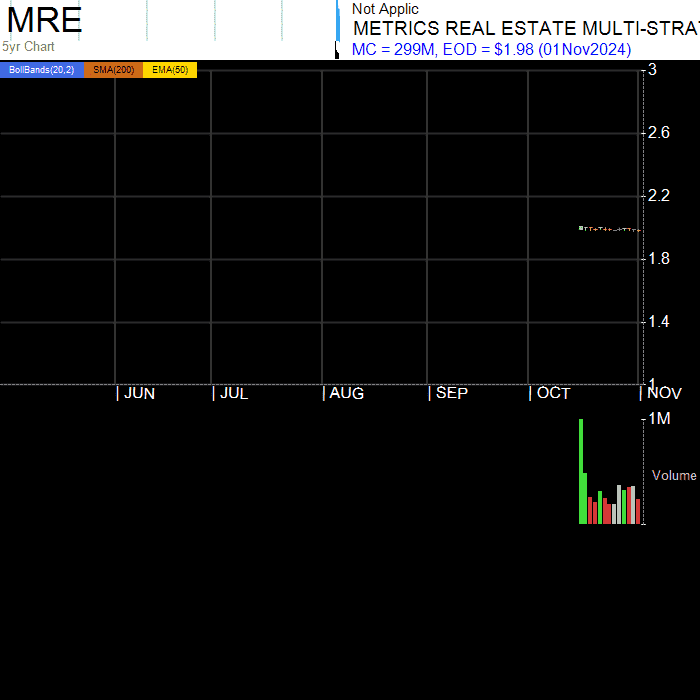 MRE
5yr Chart
Not Applic
METRICS REAL ESTATE MULTI-STRA
MC = 299M, EOD = $1.98 (01Nov2024)
BollBands(20,2) SMA(200) EMA(50)
3
2.6
2.2
1.8
1.4
1
| JUN | JUL | AUG | SEP | OCT | NOV
1M
Volume